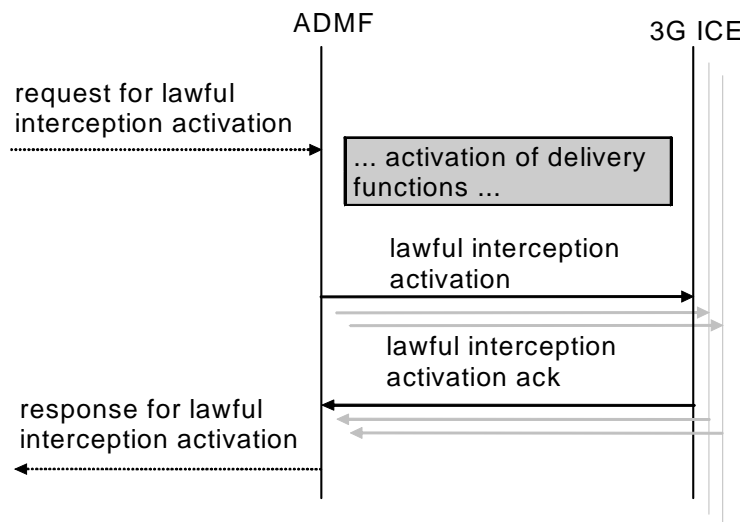 ADMF
3G ICE
request for lawful
interception activation
... activation of delivery
functions ...
lawful interception
activation
lawful interception
activation ack
response for lawful
interception activation